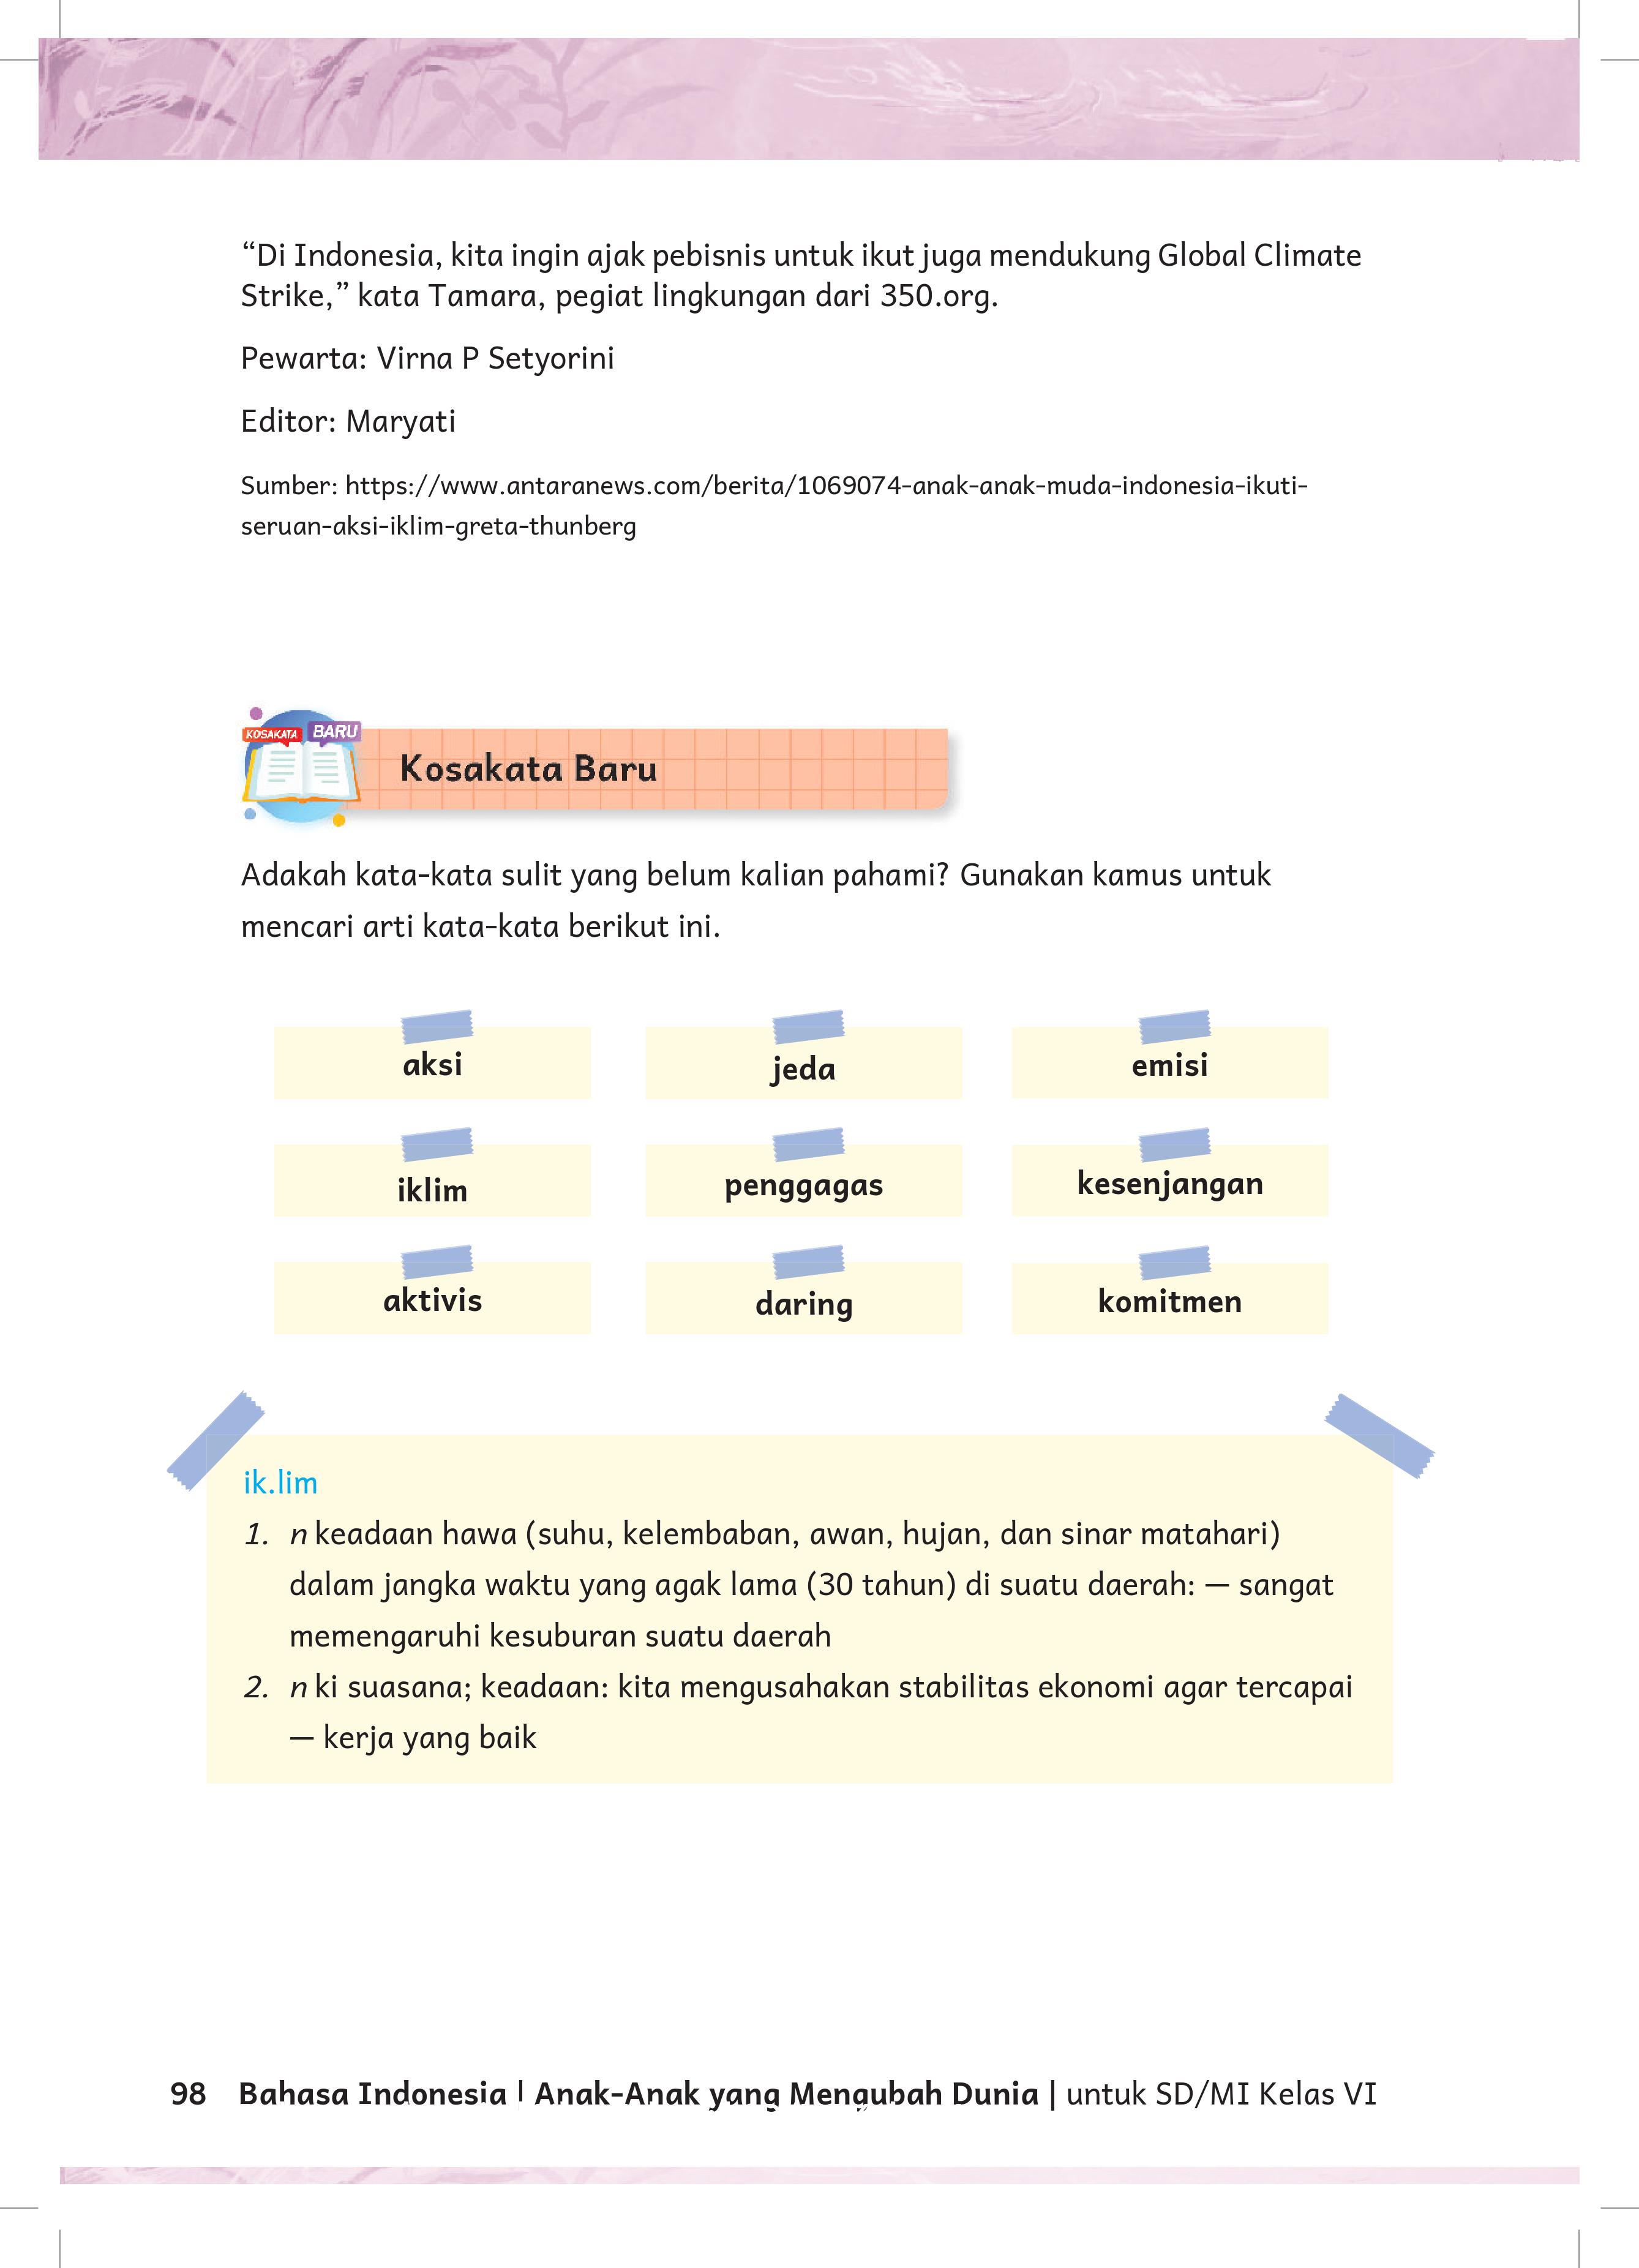 “Di Indonesia, kita ingin ajak pebisnis untuk ikut juga mendukung Global Climate
Strike,” kata Tamara, pegiat lingkungan dari 350.org.
Pewarta: Virna P Setyorini
Editor: Maryati
Sumber: https://www.antaranews.com/berita/1069074-anak-anak-muda-indonesia-ikuti-
seruan-aksi-iklim-greta-thunberg
KOSAKATA BARU
Kosakata Baru
Adakah kata-kata sulit yang belum kalian pahami? Gunakan kamus untuk
mencari arti kata-kata berikut ini.
aksi jeda emisi
iklim penggagas kesenjangan
aktivis daring komitmen
ik.lim
1. n keadaan hawa (suhu, kelembaban, awan, hujan, dan sinar matahari)
dalam jangka waktu yang agak lama (30 tahun) di suatu daerah: — sangat
memengaruhi kesuburan suatu daerah
2. n ki suasana; keadaan: kita mengusahakan stabilitas ekonomi agar tercapai
— kerja yang baik
98 Bahasa Indonesia | Anak-Anak yang Mengubah Dunia | untuk SD/MI Kelas VI